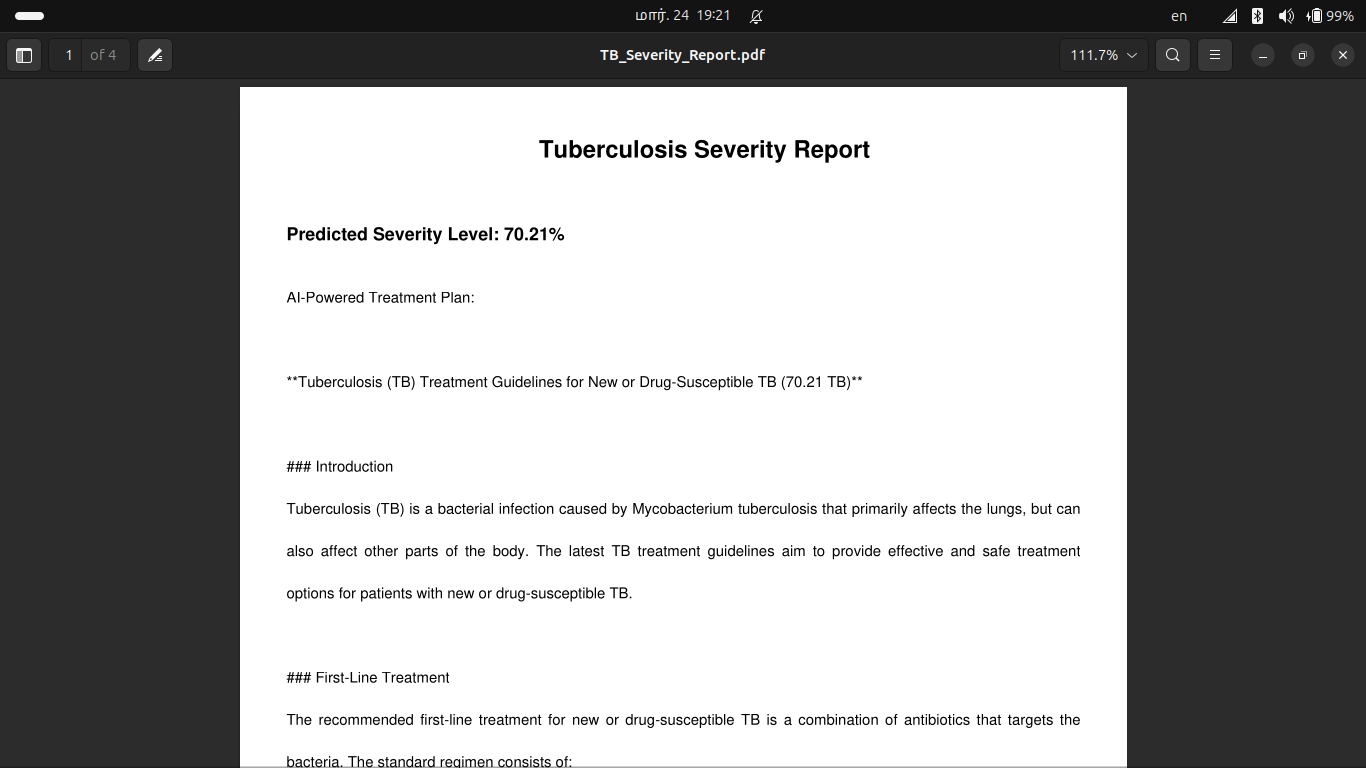 மார். 24 19:21
en
99%
1 of 4
TB_Severity_Report.pdf
111.7%
Tuberculosis Severity Report
Predicted Severity Level: 70.21%
AI-Powered Treatment Plan:
**Tuberculosis (TB) Treatment Guidelines for New or Drug-Susceptible TB (70.21 TB)**
### Introduction
Tuberculosis (TB) is a bacterial infection caused by Mycobacterium tuberculosis that primarily affects the lungs, but can
also affect other parts of the body. The latest TB treatment guidelines aim to provide effective and safe treatment
options for patients with new or drug-susceptible TB.
### First-Line Treatment
The recommended first-line treatment for new or drug-susceptible TB is a combination of antibiotics that targets the
bacteria. The standard regimen consists of: